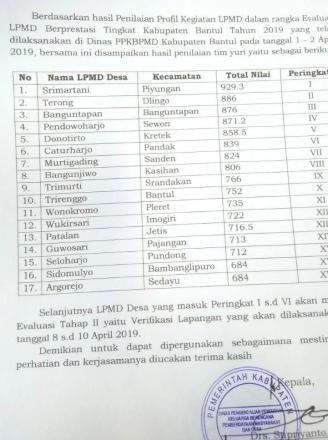 Berdasarkan hasil Penilaian Profil Kegiatan LPMD dalam rangka Evalua
LPMD Berprestasi Tingkat Kabupaten Bantul Tahun 2019 yang tel
dilaksanakan di Dinas PPKBPMD Kabupaten Bantul pada tanggal 1 - 2 A
2019, bersama ini disampaikan hasil penilaian tim yuri yaitu sebagai beriku
No Nama LPMD Desa Kecamatan Total Nilai Peringkat
1. Srimartani Piyungan 929.3 I
2. Terong Dlingo 886 II
3. Banguntapan Banguntapan 876 III
4. Pendowoharjo Sewon 871.2 IV
5. Donotirto Kretek 858.5 V
6. Caturharjo Pandak 839 VI
7. Murtigading Sanden 824 VII
8. Bangunjiwo Kasihan 806 VIII
9. Trimurti Srandakan 766 IX
10. Trirenggo Bantul 752 X
11. Wonokromo Pleret 735 XI
12. Wukirsari Imogiri 722 XII
13. Patalan Jetis 716.5 XII
14. Guwosari Pajangan 713 XI
15. Seloharjo Pundong 712 X
16. Sidomulyo Bambanglipuro 684 XV
17. Argorejo Sedayu 684 XV
Selanjutnya LPMD Desa yang masuk Peringkat I s.d VI akan m
Evaluasi Tahap II yaitu Verifikasi Lapangan yang akan dilaksanak
tanggal 8 s.d 10 April 2019.
Demikian untuk dapat dipergunakan sebagaimana mestin
perhatian dan kerjasamanya diucakan terima kasih
Kepala,
PEMERINTAH KABUPATEN
Drs. Supriyanto